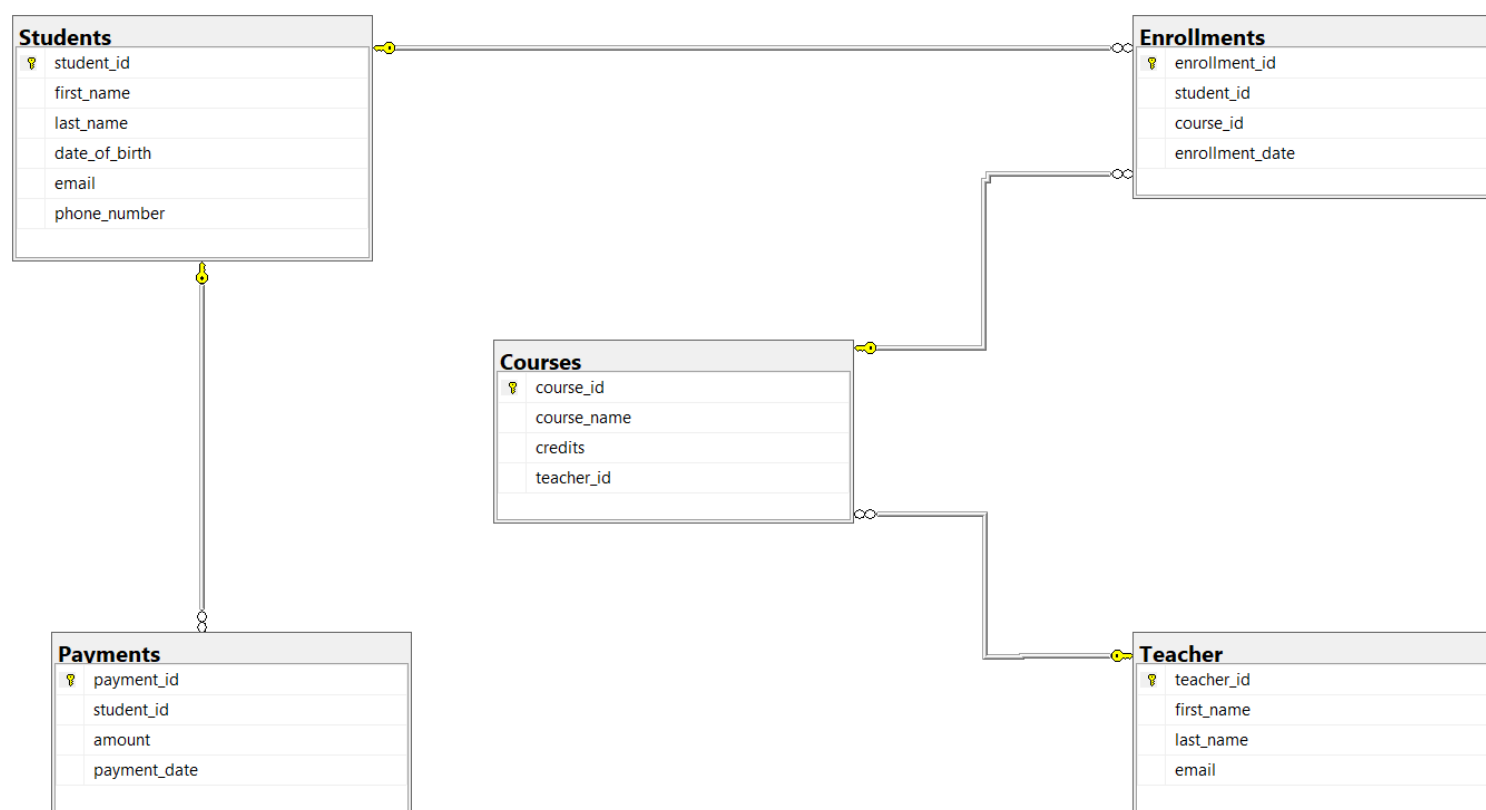 Students
student_id
first_name
last_name
date_of_birth
email
phone_number
Enrollments
enrollment_id
student_id
course_id
enrollment_date
Courses
course_id
course_name
credits
teacher_id
Payments
payment_id
student_id
amount
payment_date
Teacher
teacher_id
first_name
last_name
email